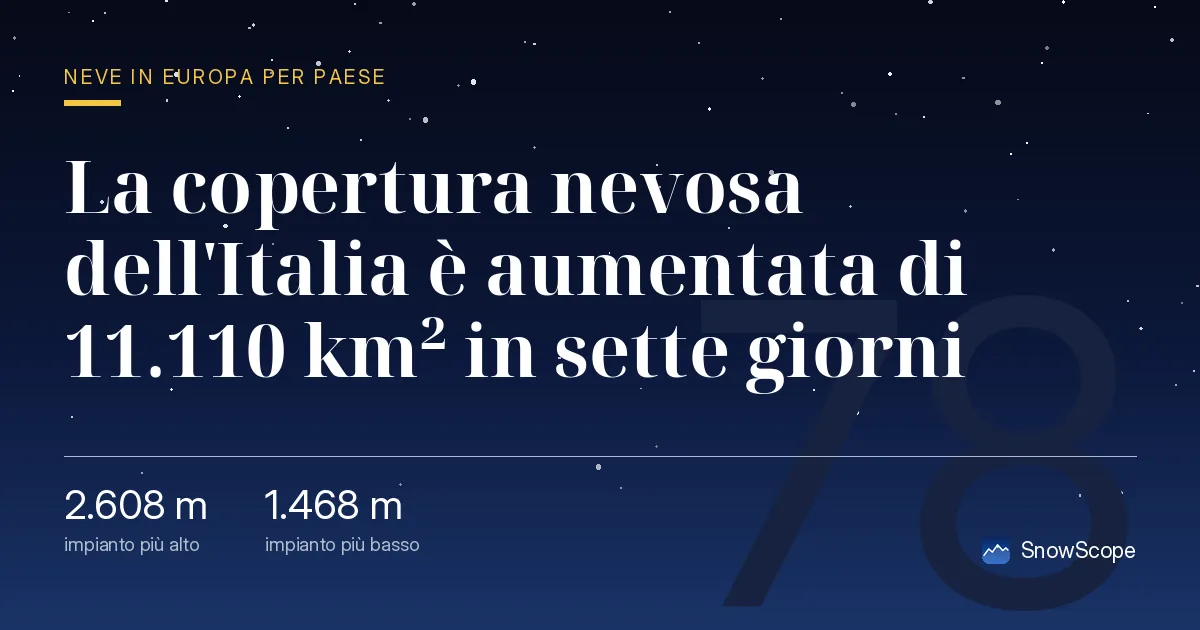 NEVE IN EUROPA PER PAESE
La copertura nevosa
dell'Italia è aumentata di
11.110 km² in sette giorni
78
2.608 m
impianto più alto
1.468 m
impianto più basso
SnowScope